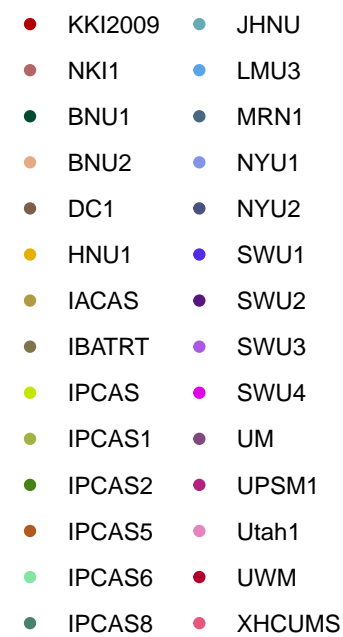 KKI2009 JHNU
NKI1 LMU3
BNU1 MRN1
BNU2 NYU1
DC1 NYU2
HNU1 SWU1
IACAS SWU2
IBATRT SWU3
IPCAS SWU4
IPCAS1 UM
IPCAS2 UPSM1
IPCAS5 Utah1
IPCAS6 UWM
IPCAS8 XHCUMS